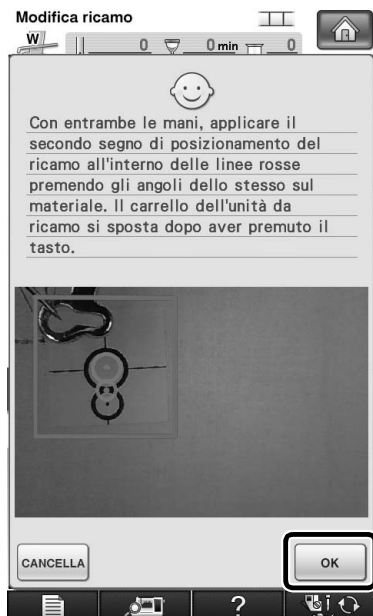 Modifica ricamo
W
0
0 min
0
Con entrambe le mani, applicare il
secondo segno di posizionamento del
ricamo all'interno delle linee rosse
premendo gli angoli dello stesso sul
materiale. Il carrello dell'unità da
ricamo si sposta dopo aver premuto il
tasto.
CANCELLA
OK
?